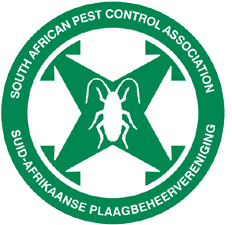 SOUTH AFRICAN PEST CONTROL ASSOCIATION
SUID-AFRIKAANSE PLAAGBEHEERVERENIGING